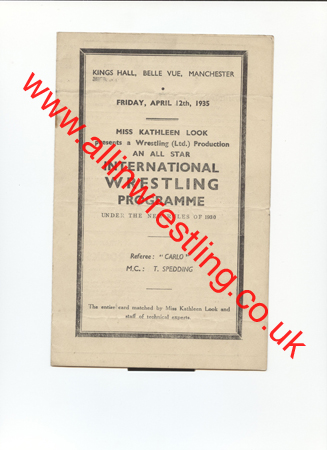 KINGS HALL, BELLE VUE, MANCHESTER
FRIDAY, APRIL 12th, 1935
MISS KATHLEEN LOOK
Presents a Wrestling (Ltd.) Production
AN ALL STAR
INTERNATIONAL
WRESTLING
PROGRAMME
UNDER THE NEW RULES OF 1930
Referee: "CARLO"
M.C.: T. SPEDDING
The entire card matched by Miss Kathleen Look and
staff of technical experts
www.allinwrestling.co.uk